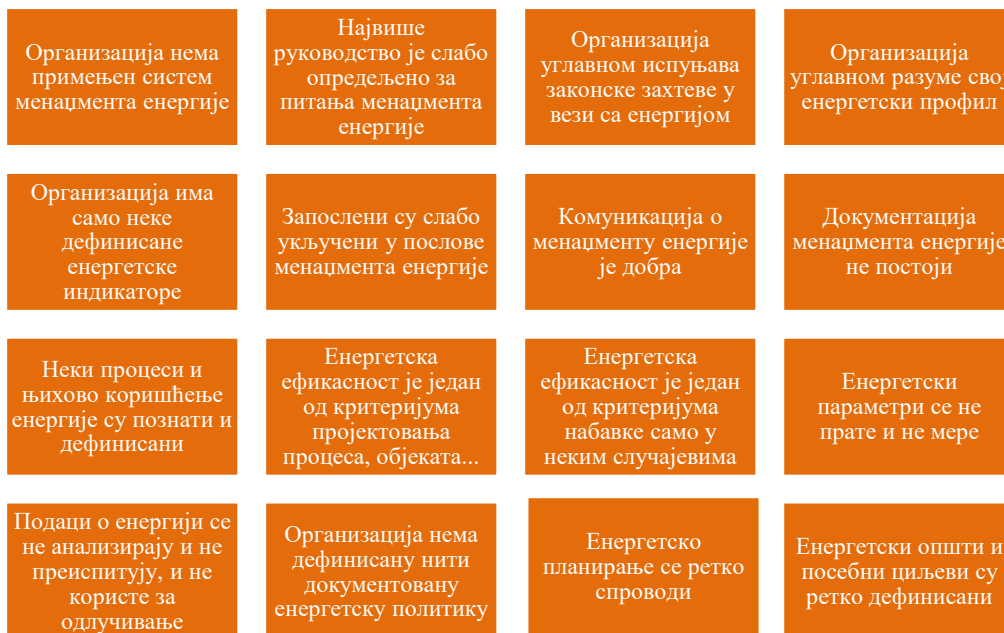 Организација нема
примењен систем
менаџмента енергије
Највише
руководство је слабо
опредељено за
питања менаџмента
енергије
Организација
углавном испуњава
законске захтеве у
вези са енергијом
Организација
углавном разуме свој
енергетски профил
Организација има
само неке
дефинисане
енергетске
индикаторе
Запослени су слабо
укључени у послове
менаџмента енергије
Комуникација о
менаџменту енергије
је добра
Документација
менаџмента енергије
не постоји
Неки процеси и
њихово коришћење
енергије су познати и
дефинисани
Енергетска
ефикасност је један
од критеријума
пројектовања
процеса, објеката...
Енергетска
ефикасност је један
од критеријума
набавке само у
неким случајевима
Енергетски
параметри се не
прате и не мере
Подаци о енергији се
не анализирају и не
преиспитују, и не
користе за
одлучивање
Организација нема
дефинисану нити
документовану
енергетску политику
Енергетско
планирање се ретко
спроводи
Енергетски општи и
посебни циљеви су
ретко дефинисани